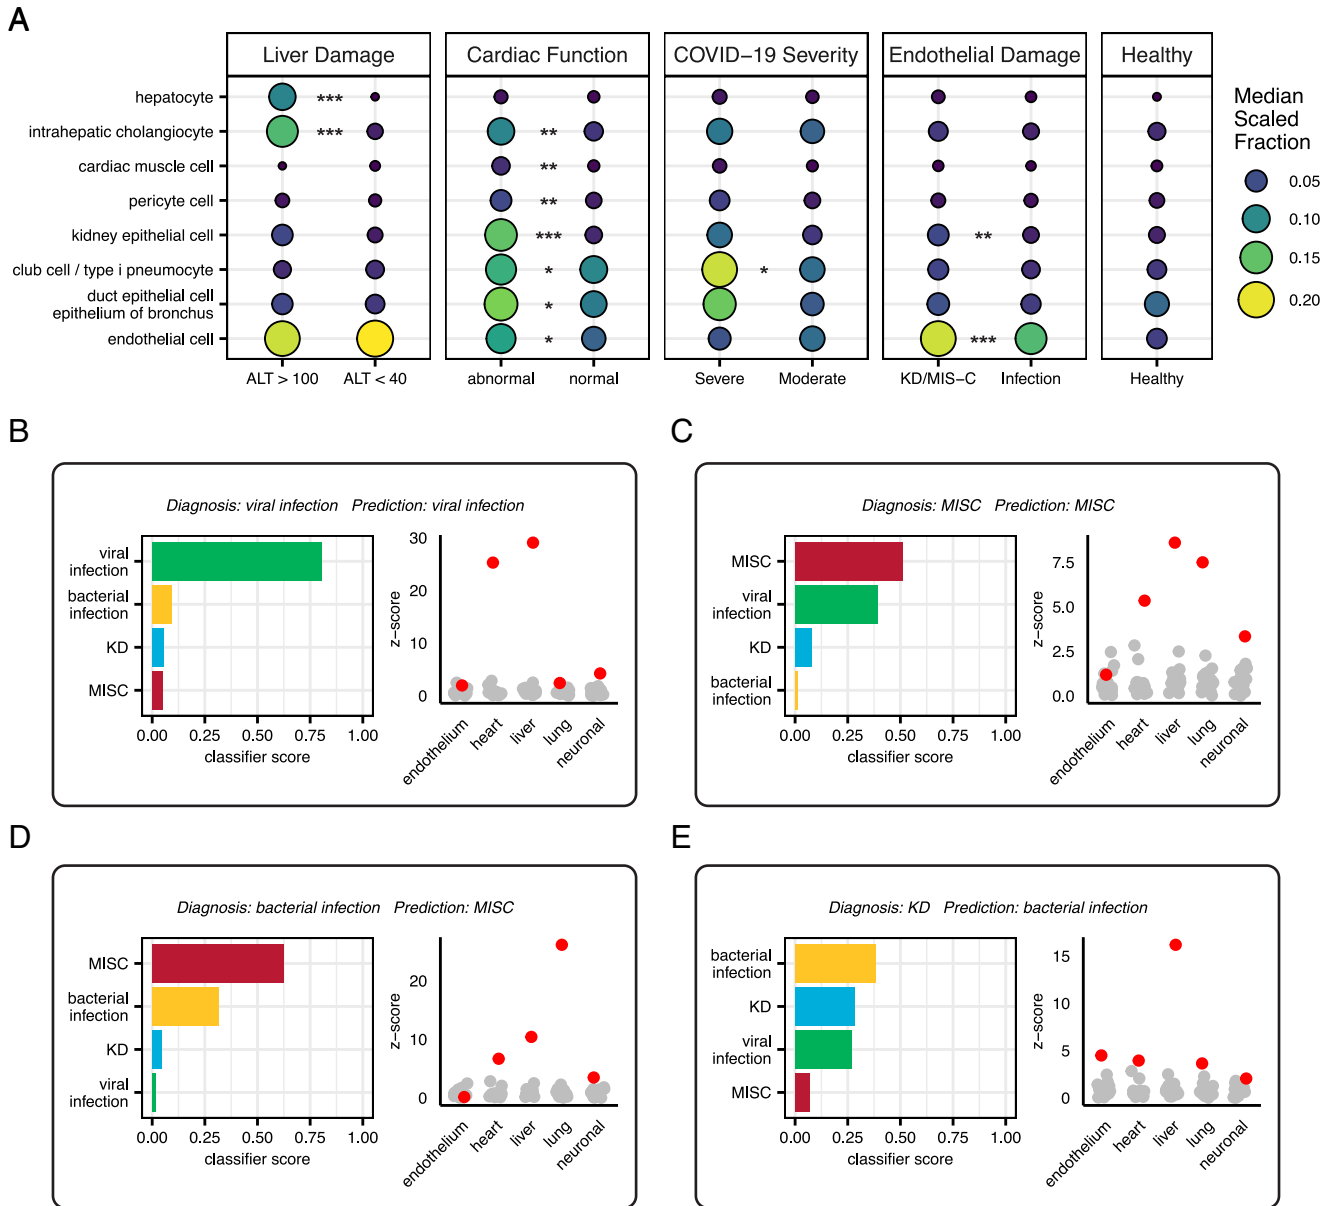 A
Liver Damage
Cardiac Function
COVID−19 Severity
Endothelial Damage
Healthy
hepatocyte
***
intrahepatic cholangiocyte
***
**
cardiac muscle cell
**
pericyte cell
**
kidney epithelial cell
***
**
club cell / type i pneumocyte
*
*
duct epithelial cell
epithelium of bronchus
*
endothelial cell
*
***
ALT > 100
ALT < 40
abnormal
normal
Severe
Moderate
KD/MIS−C
Infection
Healthy
Median
Scaled
Fraction
0.05
0.10
0.15
0.20
B
Diagnosis: viral infection Prediction: viral infection
viral
infection
bacterial
infection
KD
MISC
0.00 0.25 0.50 0.75 1.00
classifier score
z−score
30
20
10
0
endothelium
heart
liver
lung
neuronal
C
Diagnosis: MISC Prediction: MISC
MISC
viral
infection
KD
bacterial
infection
0.00 0.25 0.50 0.75 1.00
classifier score
z−score
7.5
5.0
2.5
0.0
endothelium
heart
liver
lung
neuronal
D
Diagnosis: bacterial infection Prediction: MISC
MISC
bacterial
infection
KD
viral
infection
0.00 0.25 0.50 0.75 1.00
classifier score
z−score
20
10
0
endothelium
heart
liver
lung
neuronal
E
Diagnosis: KD Prediction: bacterial infection
bacterial
infection
KD
viral
infection
MISC
0.00 0.25 0.50 0.75 1.00
classifier score
z−score
15
10
5
0
endothelium
heart
liver
lung
neuronal